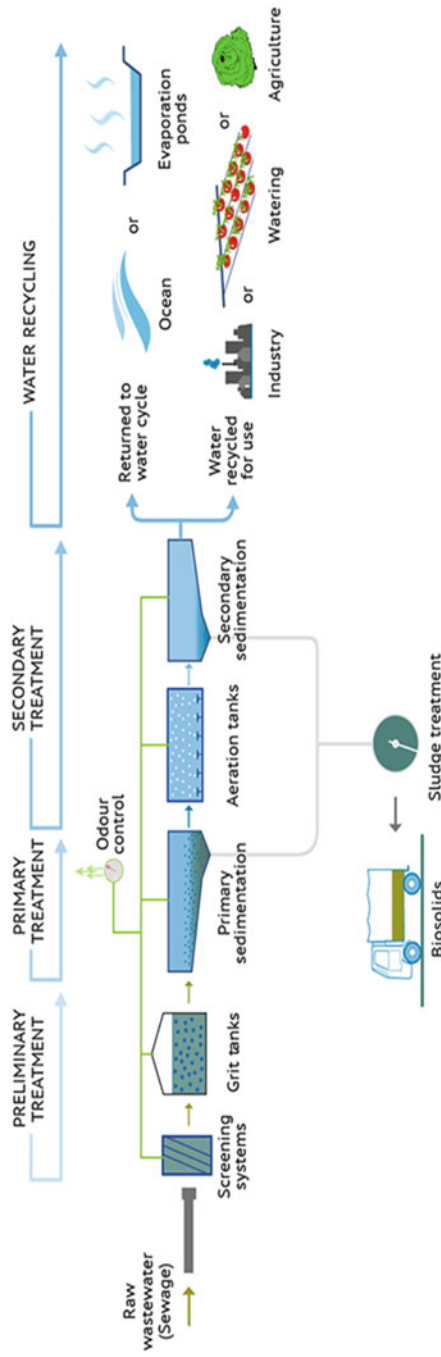 PRELIMINARY
TREATMENT
PRIMARY
TREATMENT
SECONDARY
TREATMENT
WATER RECYCLING
Odour
control
Raw
wastewater
(Sewage)
Screening
systems
Grit tanks
Primary
sedimentation
Aeration tanks
Secondary
sedimentation
Returned to
water cycle
Ocean
or
Evaporation
ponds
Water
recycled
for use
Industry
or
Watering
or
Agriculture
Biosolids
Sludge treatment